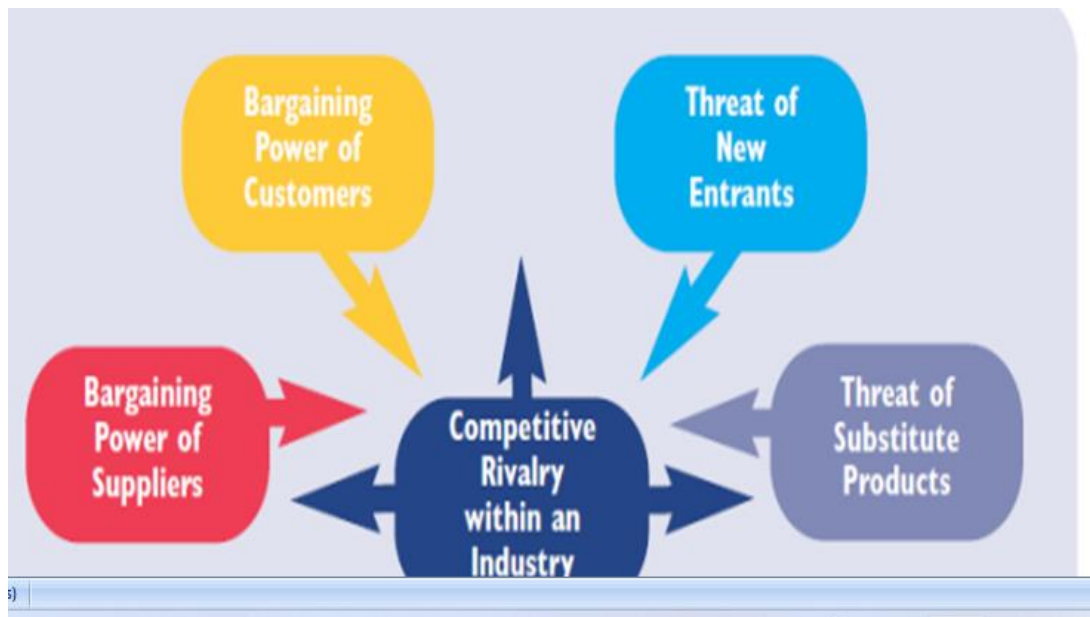 Bargaining
Power of
Customers
Threat of
New
Entrants
Bargaining
Power of
Suppliers
Competitive
Rivalry
within an
Industry
Threat of
Substitute
Products
s)